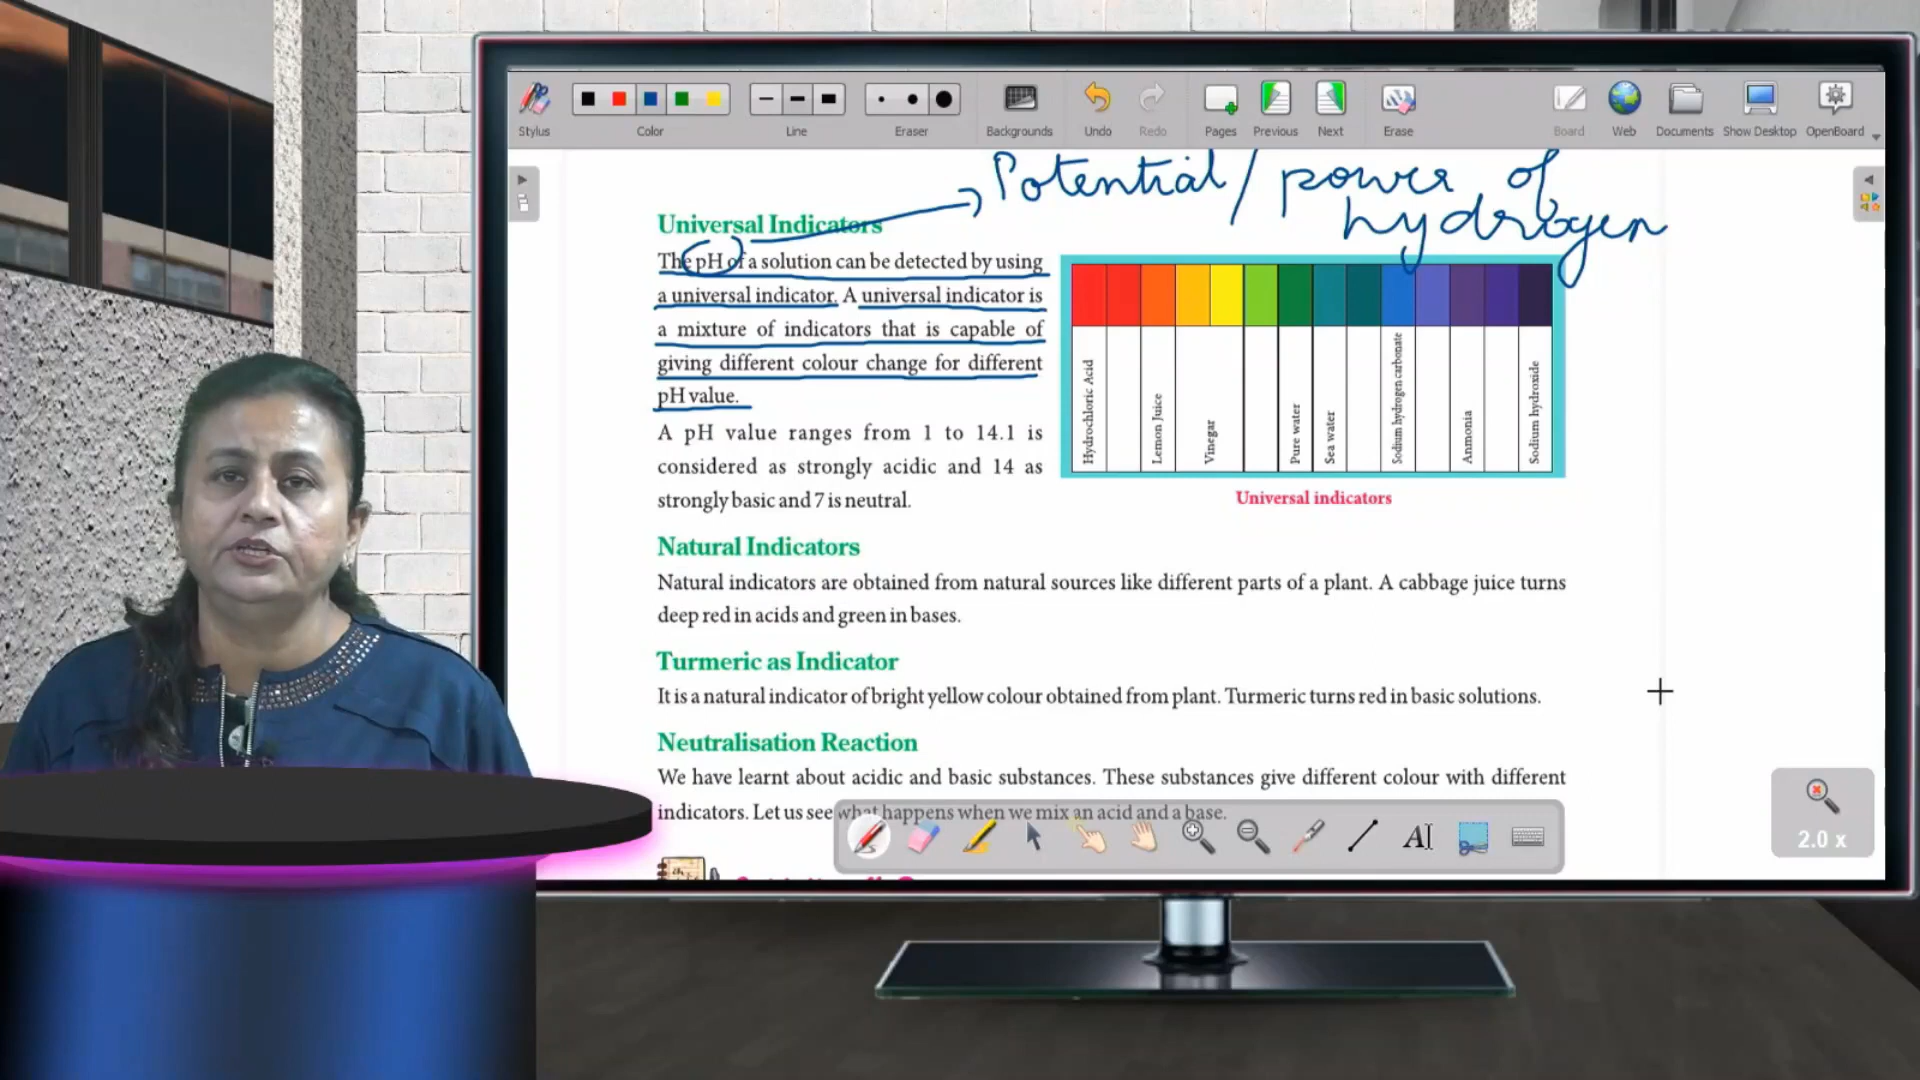 Stylus
Color
Line
Eraser
Backgrounds
Undo
Redo
Pages
Previous
Next
Erase
Board
Web
Documents
Show Desktop
OpenBoard
Potential / power of
hydrogen
Universal Indicators
The pH of a solution can be detected by using
a universal indicator. A universal indicator is
a mixture of indicators that is capable of
giving different colour change for different
pH value.
A pH value ranges from 1 to 14.1 is
considered as strongly acidic and 14 as
strongly basic and 7 is neutral.
Hydrochloric Acid
Lemon Juice
Vinegar
Pure water
Sea water
Sodium hydrogen carbonate
Ammonia
Sodium hydroxide
Universal indicators
Natural Indicators
Natural indicators are obtained from natural sources like different parts of a plant. A cabbage juice turns
deep red in acids and green in bases.
Turmeric as Indicator
It is a natural indicator of bright yellow colour obtained from plant. Turmeric turns red in basic solutions.
Neutralisation Reaction
We have learnt about acidic and basic substances. These substances give different colour with different
indicators. Let us see what happens when we mix an acid and a base.
AI
2.0 x